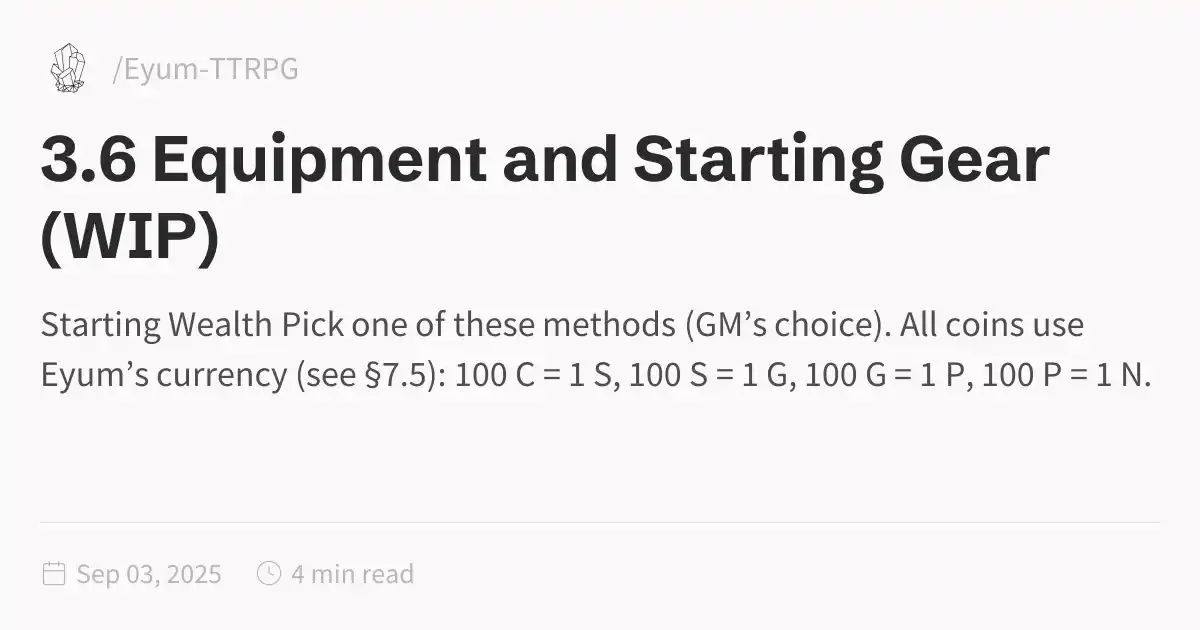 /Eyum-TTRPG
3.6 Equipment and Starting Gear
(WIP)
Starting Wealth Pick one of these methods (GM’s choice). All coins use
Eyum’s currency (see §7.5): 100 C = 1 S, 100 S = 1 G, 100 G = 1 P, 100 P = 1 N.
Sep 03, 2025 4 min read